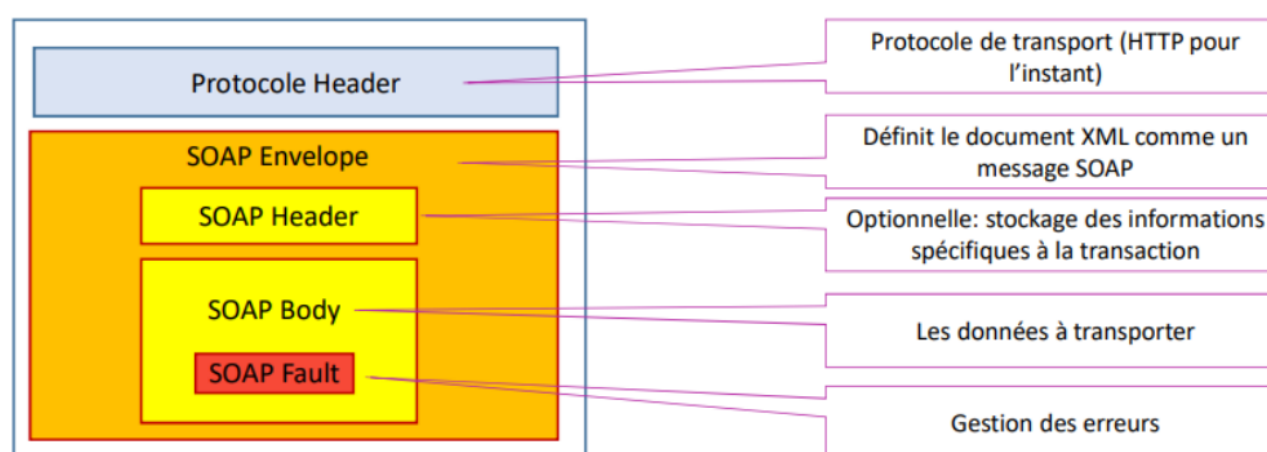 Protocole Header
SOAP Envelope
SOAP Header
SOAP Body
SOAP Fault
Protocole de transport (HTTP pour
l’instant)
Définit le document XML comme un
message SOAP
Optionnelle: stockage des informations
spécifiques à la transaction
Les données à transporter
Gestion des erreurs